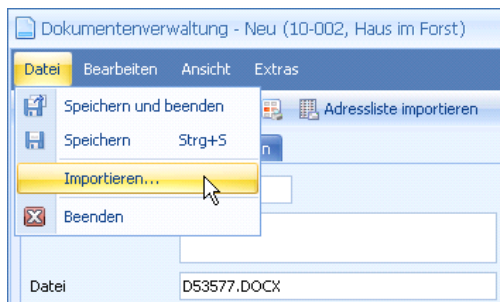 Dokumentenverwaltung - Neu (10-002, Haus im Forst)
Datei Bearbeiten Ansicht Extras
Speichern und beenden
Adressliste importieren
Speichern Strg+S
n
Importieren...
Beenden
Datei D53577.DOCX